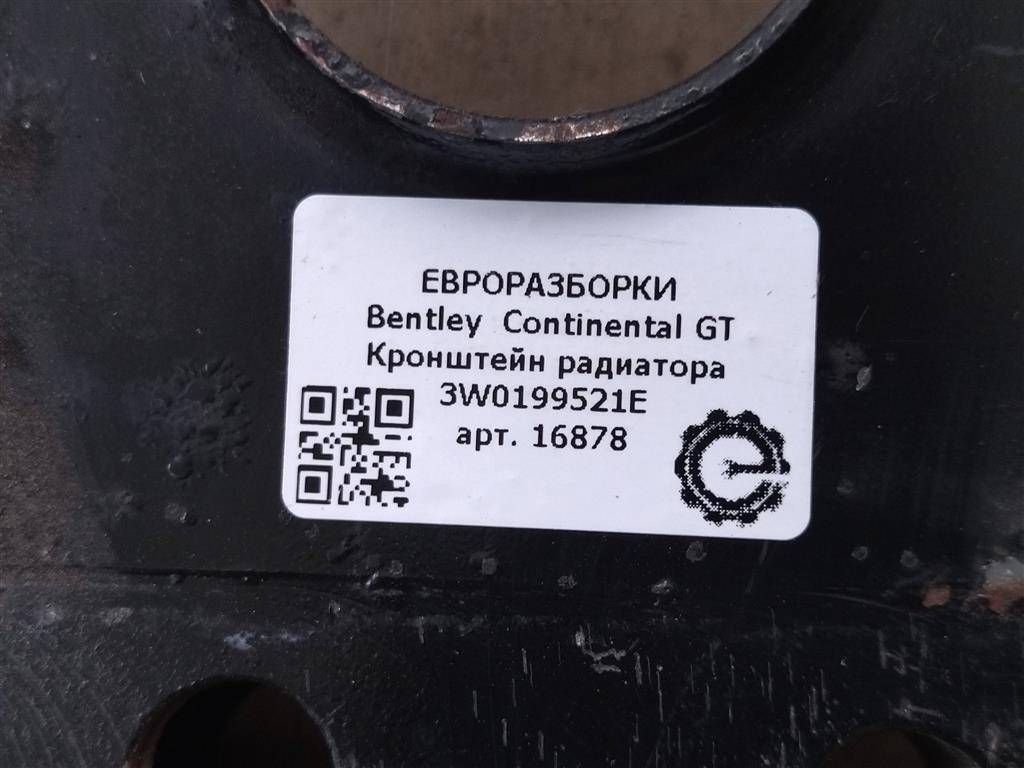 ЕВРОРАЗБОРКИ
Bentley Continental GT
Кронштейн радиатора
3W0199521E
арт. 16878